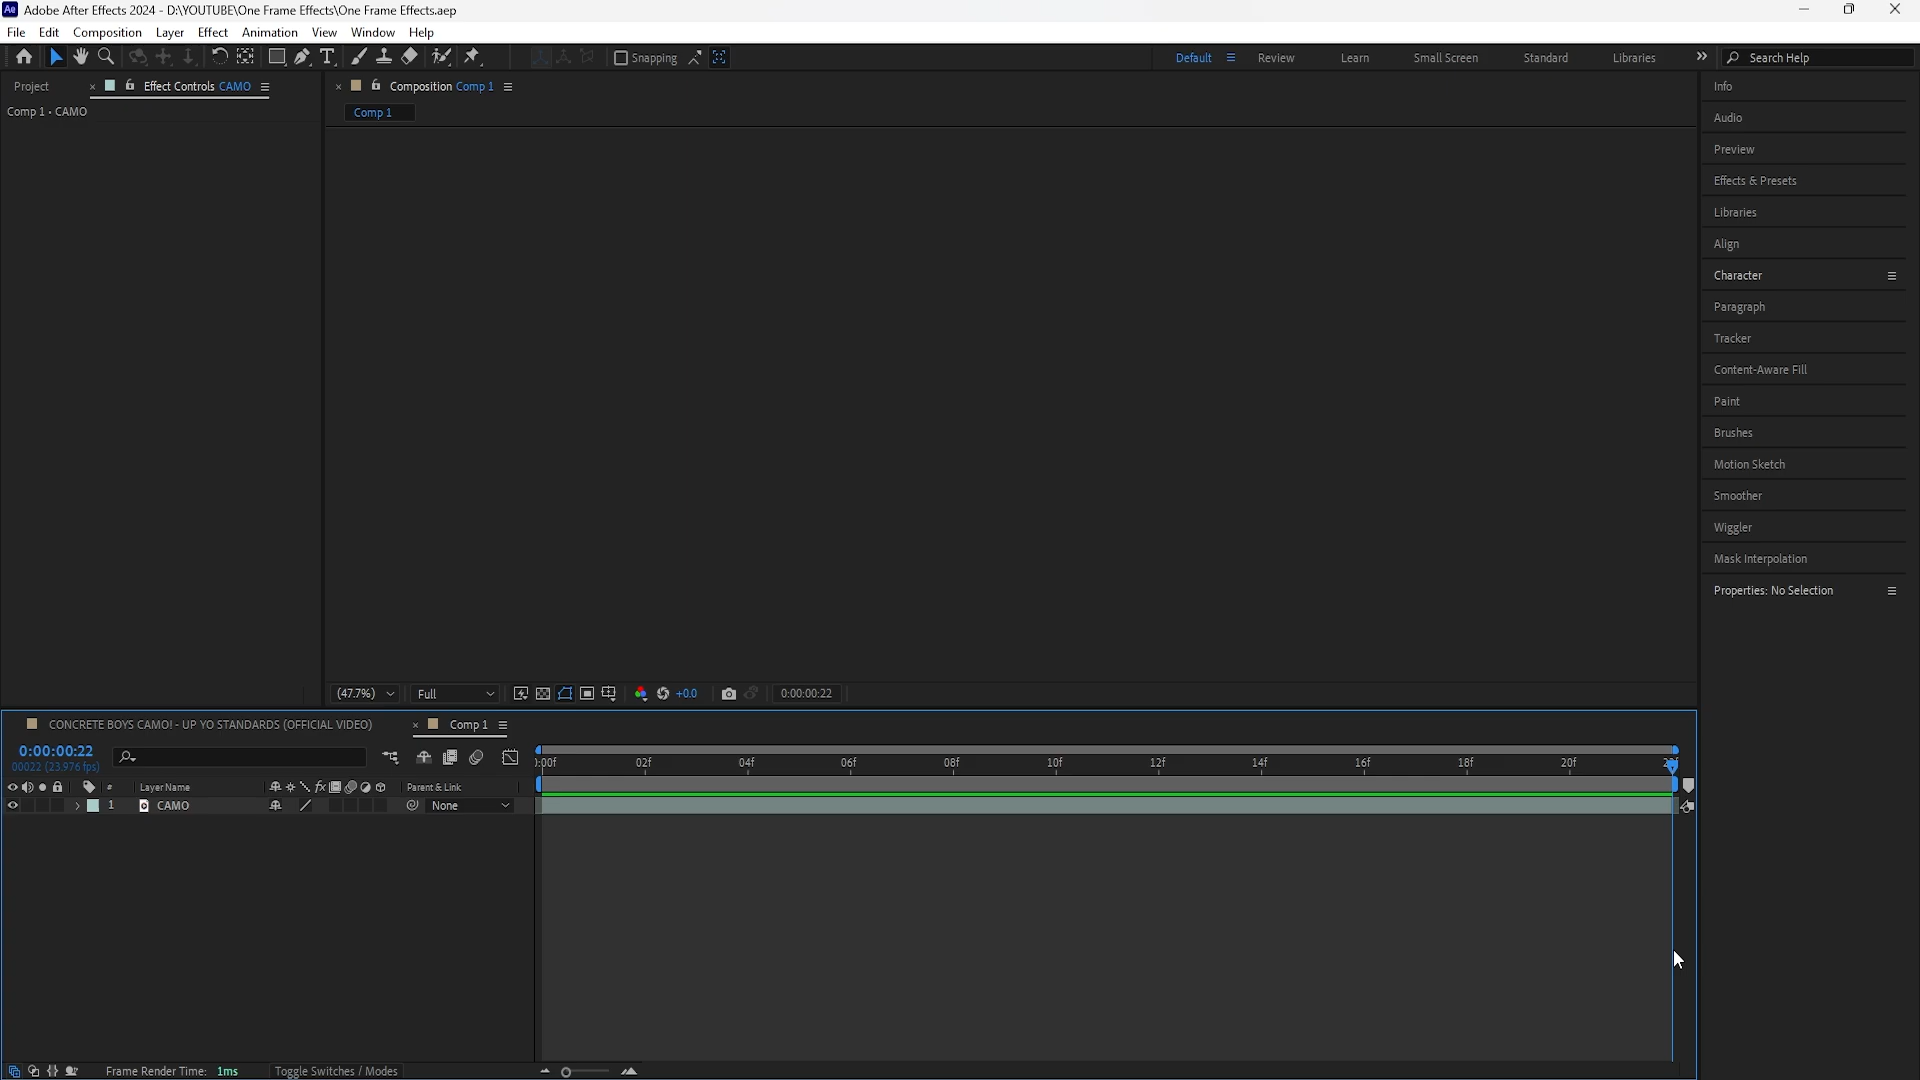 Ae Adobe After Effects 2024 - D:\YOUTUBE\One Frame Effects\One Frame Effects.aep
File Edit Composition Layer Effect Animation View Window Help
Snapping Default Review Learn Small Screen Standard Libraries Search Help
Project Effect Controls CAMO Composition Comp 1 Info
Comp 1 • CAMO Comp 1
Audio
Preview
Effects & Presets
Libraries
Align
Character
Paragraph
Tracker
Content-Aware Fill
Paint
Brushes
Motion Sketch
Smoother
Wiggler
Mask Interpolation
Properties: No Selection
(47.7%) Full +0.0 0:00:00:22
CONCRETE BOYS CAMO! - UP YO STANDARDS (OFFICIAL VIDEO) Comp 1
0:00:00:22
00022 (23.976 fps) 02f 04f 06f 08f 10f 12f 14f 16f 18f 20f
# Layer Name fx Parent & Link
1 CAMO None
Frame Render Time: 1ms Toggle Switches / Modes